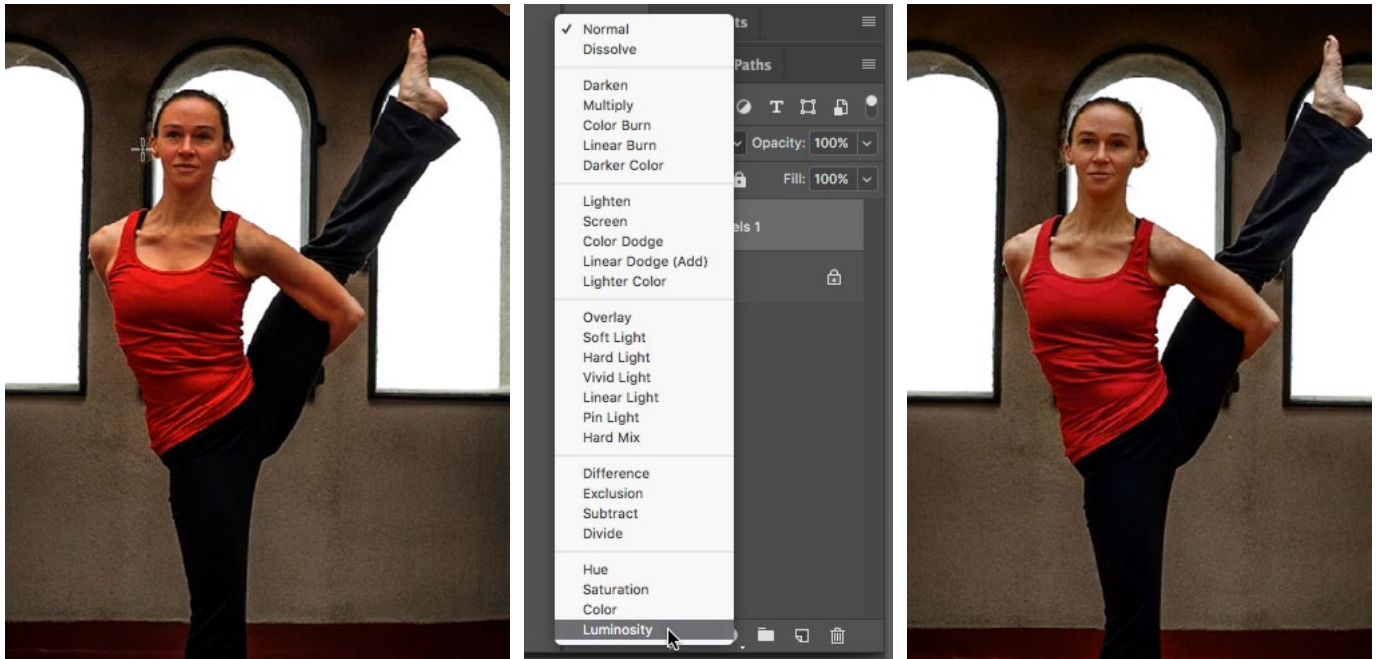 Normal
Dissolve
Darken
Multiply
Color Burn
Linear Burn
Darker Color
Lighten
Screen
Color Dodge
Linear Dodge (Add)
Lighter Color
Overlay
Soft Light
Hard Light
Vivid Light
Linear Light
Pin Light
Hard Mix
Difference
Exclusion
Subtract
Divide
Hue
Saturation
Color
Luminosity
ts
Paths
T
Opacity: 100%
Fill: 100%
els 1